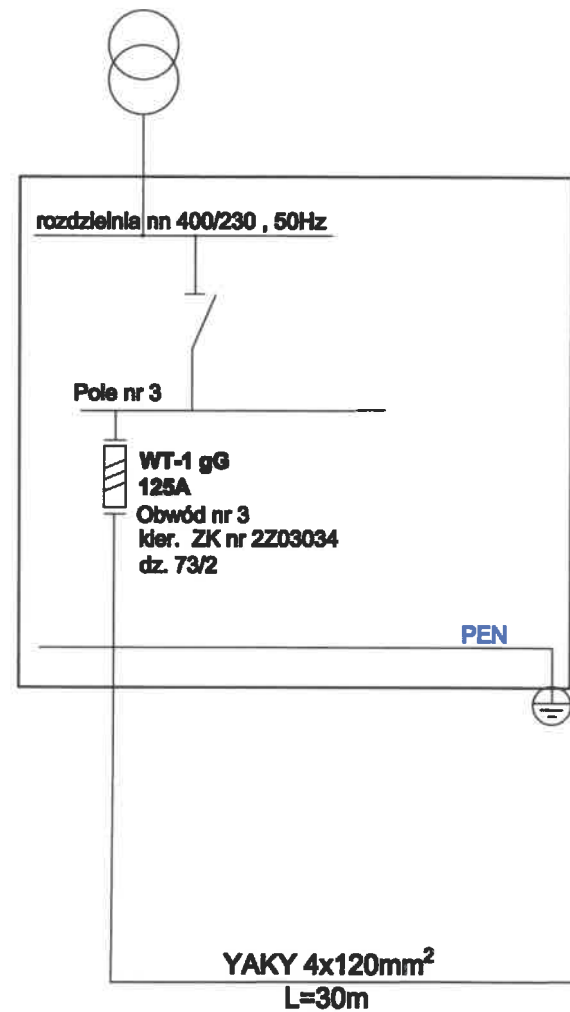 rozdzielnia nn 400/230 , 50Hz
Pole nr 3
WT-1 gG
125A
Obwód nr 3
kier. ZK nr 2Z03034
dz. 73/2
PEN
YAKY 4x120mm²
L=30m